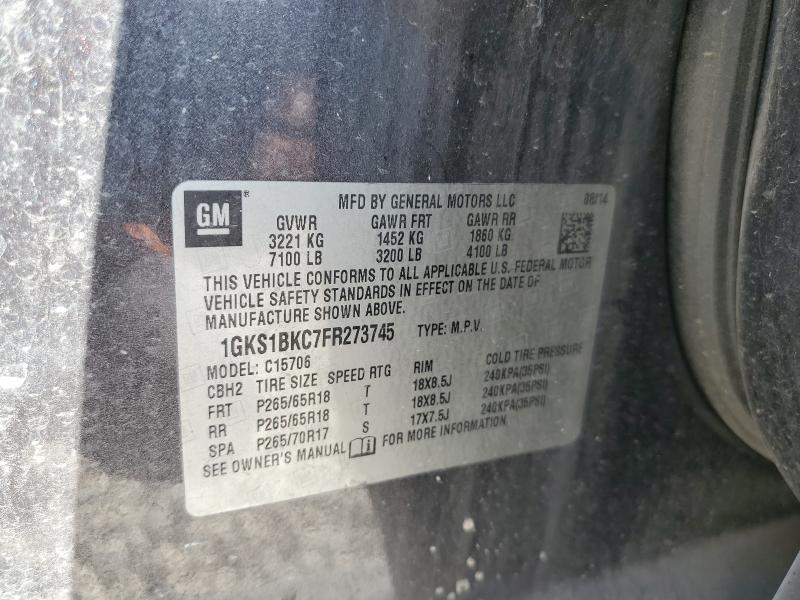 GM ® MFD BY GENERAL MOTORS LLC 08/14
GVWR GAWR FRT GAWR RR
3221 KG 1452 KG 1860 KG
7100 LB 3200 LB 4100 LB
THIS VEHICLE CONFORMS TO ALL APPLICABLE U.S. FEDERAL MOTOR
VEHICLE SAFETY STANDARDS IN EFFECT ON THE DATE OF
MANUFACTURE SHOWN ABOVE.
1GKS1BKC7FR273745 TYPE: M.P.V.
MODEL: C15706
CBH2 TIRE SIZE SPEED RTG RIM COLD TIRE PRESSURE
FRT P265/65R18 T 18X8.5J 240KPA(35PSI)
RR P265/65R18 T 18X8.5J 240KPA(35PSI)
SPA P265/70R17 S 17X7.5J 240KPA(35PSI)
SEE OWNER'S MANUAL FOR MORE INFORMATION